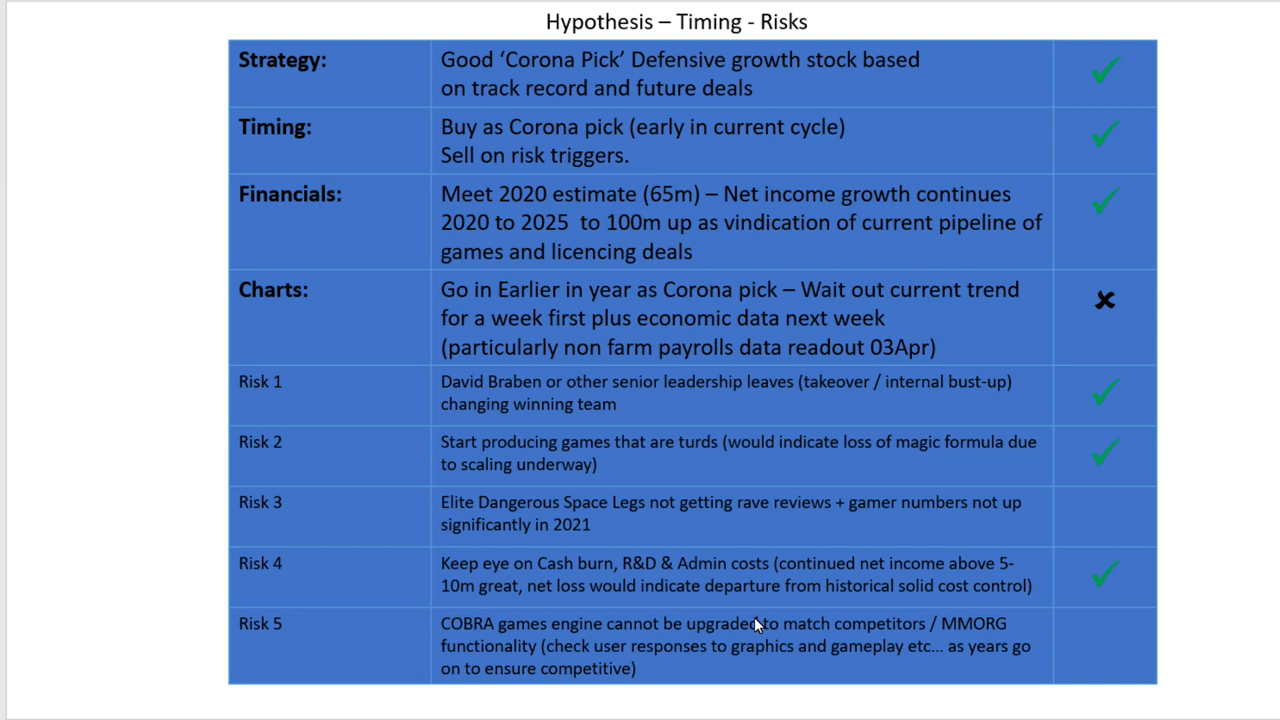 Hypothesis – Timing - Risks
Strategy:
Good ‘Corona Pick’ Defensive growth stock based
on track record and future deals
Timing:
Buy as Corona pick (early in current cycle)
Sell on risk triggers.
Financials:
Meet 2020 estimate (65m) – Net income growth continues
2020 to 2025  to 100m up as vindication of current pipeline of
games and licencing deals
Charts:
Go in Earlier in year as Corona pick – Wait out current trend
for a week first plus economic data next week
(particularly non farm payrolls data readout 03Apr)
Risk 1
David Braben or other senior leadership leaves (takeover / internal bust-up)
changing winning team
Risk 2
Start producing games that are turds (would indicate loss of magic formula due
to scaling underway)
Risk 3
Elite Dangerous Space Legs not getting rave reviews + gamer numbers not up
significantly in 2021
Risk 4
Keep eye on Cash burn, R&D & Admin costs (continued net income above 5-
10m great, net loss would indicate departure from historical solid cost control)
Risk 5
COBRA games engine cannot be upgraded to match competitors / MMORG
functionality (check user responses to graphics and gameplay etc... as years go
on to ensure competitive)